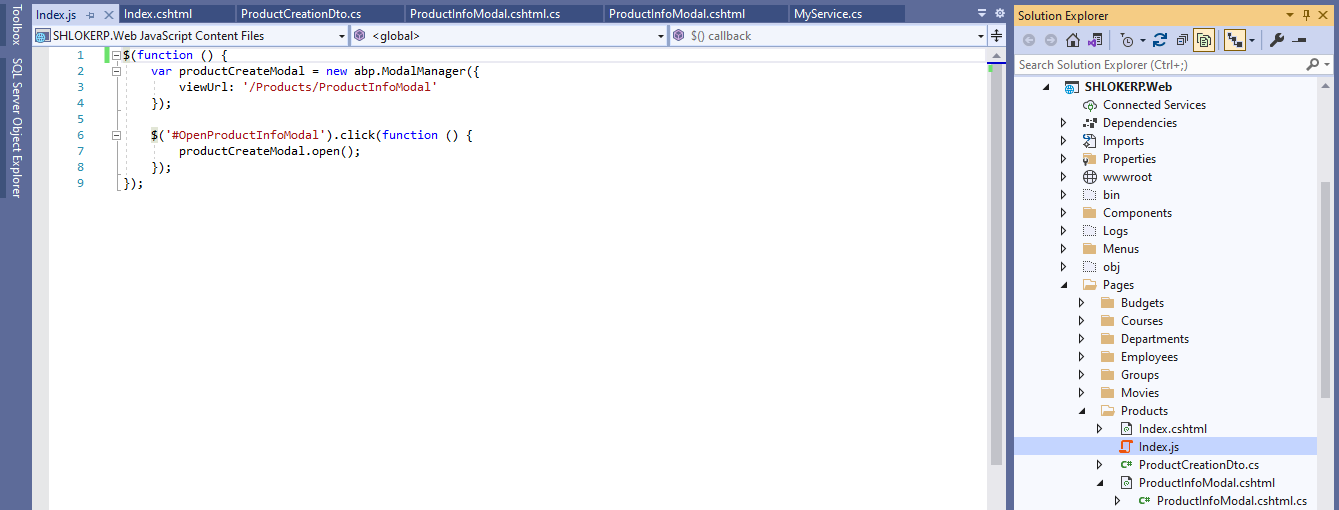 Toolbox
SQL Server Object Explorer
Index.js
Index.cshtml
ProductCreationDto.cs
ProductInfoModal.cshtml.cs
ProductInfoModal.cshtml
MyService.cs
SHLOKERP.Web JavaScript Content Files
<global>
$() callback
1 $(function () {
2 var productCreateModal = new abp.ModalManager({
3 viewUrl: '/Products/ProductInfoModal'
4 });
5
6 $('#OpenProductInfoModal').click(function () {
7 productCreateModal.open();
8 });
9 });
Solution Explorer
Search Solution Explorer (Ctrl+;)
SHLOKERP.Web
Connected Services
Dependencies
Imports
Properties
wwwroot
bin
Components
Logs
Menus
obj
Pages
Budgets
Courses
Departments
Employees
Groups
Movies
Products
Index.cshtml
Index.js
C# ProductCreationDto.cs
ProductInfoModal.cshtml
C# ProductInfoModal.cshtml.cs